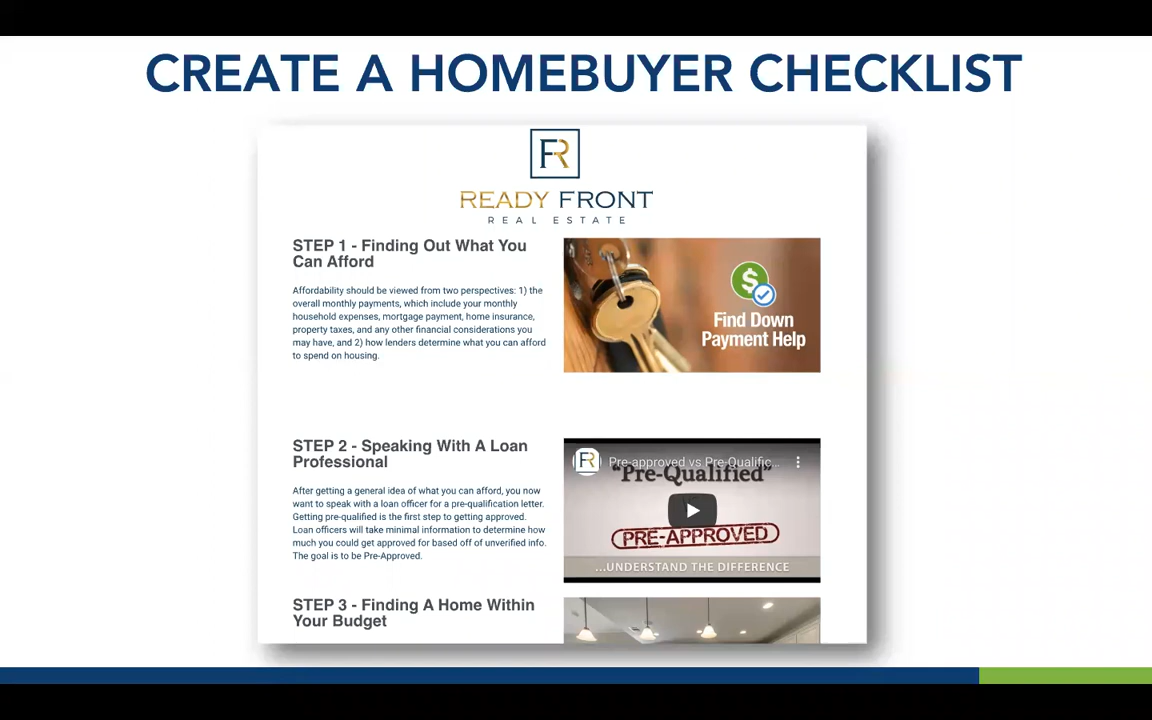 CREATE A HOMEBUYER CHECKLIST
FR
READY FRONT
REAL ESTATE
STEP 1 - Finding Out What You
Can Afford
Affordability should be viewed from two perspectives: 1) the
overall monthly payments, which include your monthly
household expenses, mortgage payment, home insurance,
property taxes, and any other financial considerations you
may have, and 2) how lenders determine what you can afford
to spend on housing.
$
Find Down
Payment Help
STEP 2 - Speaking With A Loan
Professional
After getting a general idea of what you can afford, you now
want to speak with a loan officer for a pre-qualification letter.
Getting pre-qualified is the first step to getting approved.
Loan officers will take minimal information to determine how
much you could get approved for based off of unverified info.
The goal is to be Pre-Approved.
FR
Pre-approved vs Pre-Qualific...
"Pre-Qualified"
PRE-APPROVED
...UNDERSTAND THE DIFFERENCE
STEP 3 - Finding A Home Within
Your Budget